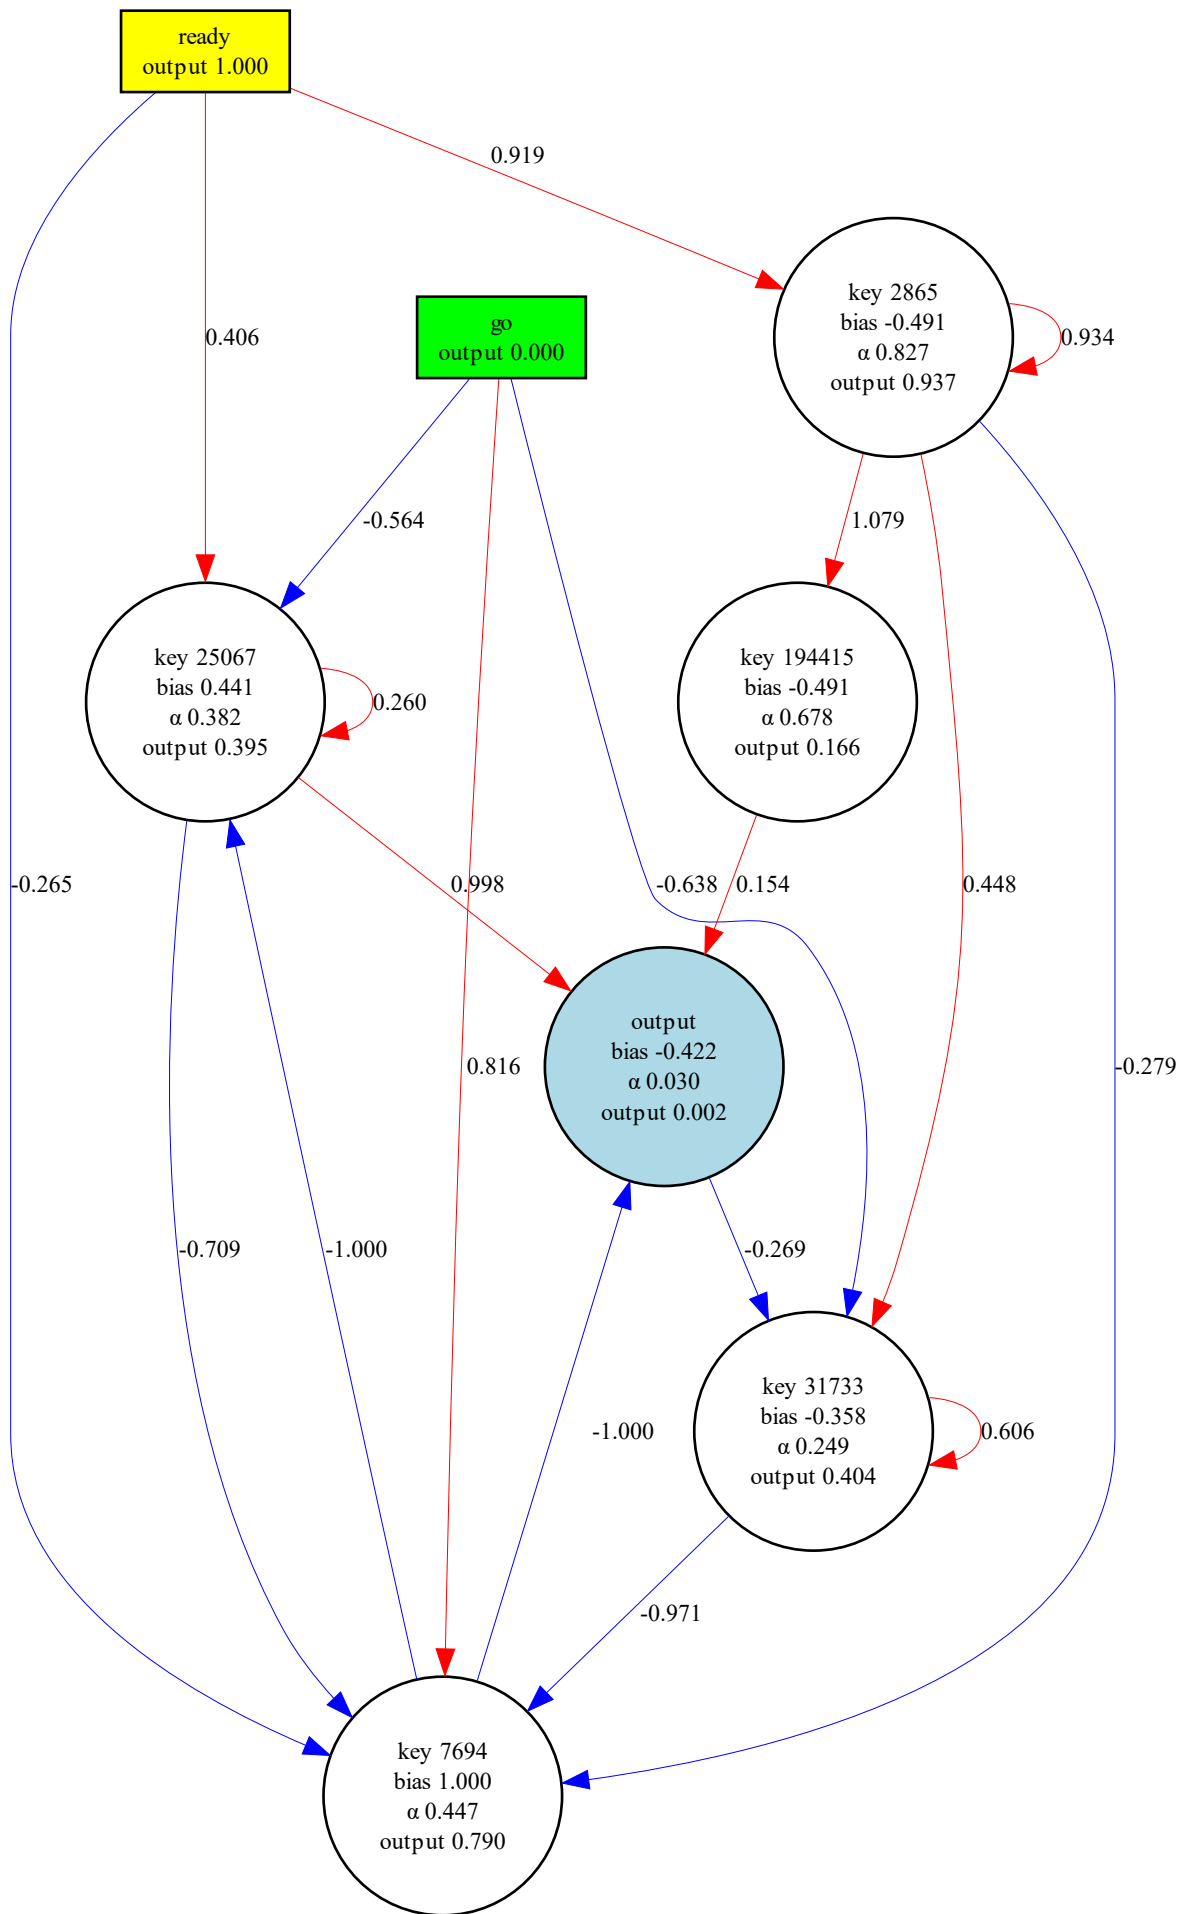 ready
output 1.000
0.919
key 2865
bias -0.491
α 0.827
output 0.937
0.934
go
output 0.000
0.406
-0.564
1.079
key 25067
bias 0.441
α 0.382
output 0.395
0.260
key 194415
bias -0.491
α 0.678
output 0.166
-0.265
0.998
-0.638
0.154
0.448
output
bias -0.422
α 0.030
output 0.002
0.816
-0.279
-0.709
-1.000
-0.269
-1.000
key 31733
bias -0.358
α 0.249
output 0.404
0.606
-0.971
key 7694
bias 1.000
α 0.447
output 0.790